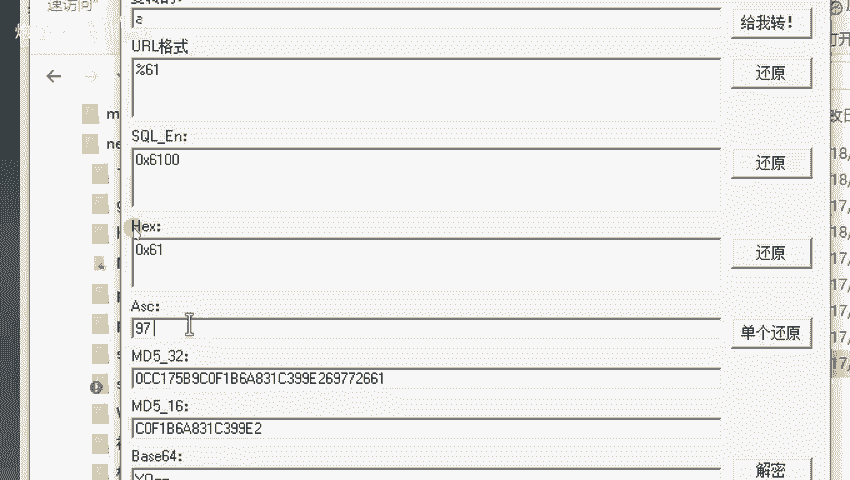 速访问"
a
给我转!
URL格式
%61
还原
SQL_En:
0x6100
还原
Hex:
0x61
还原
Asc:
97
单个还原
MD5_32:
0CC175B9C0F1B6A831C399E269772661
MD5_16:
C0F1B6A831C399E2
Base64:
YQ==
解密
m
ne
打开
改日
18/
18/
17/
18/
17/
17/
17/
17/